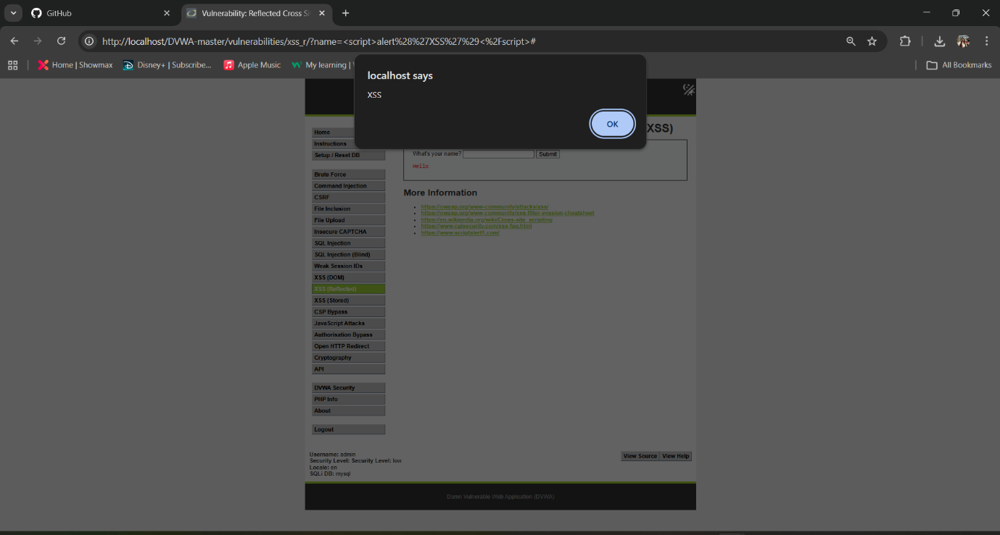 GitHub
Vulnerability: Reflected Cross Si
http://localhost/DVWA-master/vulnerabilities/xss_r/?name=<script>alert%28%27XSS%27%29<%2Fscript>#
Home | Showmax
Disney+ | Subscribe...
Apple Music
My learning |
All Bookmarks
localhost says
XSS
OK
XSS)
Home
Instructions
Setup / Reset DB
Brute Force
Command Injection
CSRF
File Inclusion
File Upload
Insecure CAPTCHA
SQL Injection
SQL Injection (Blind)
Weak Session IDs
XSS (DOM)
XSS (Reflected)
XSS (Stored)
CSP Bypass
JavaScript Attacks
Authorisation Bypass
Open HTTP Redirect
Cryptography
API
DVWA Security
PHP Info
About
Logout
What's your name?
Submit
Hello
More Information
https://owasp.org/www-community/attacks/xss/
https://owasp.org/www-community/xss-filter-evasion-cheatsheet
https://en.wikipedia.org/wiki/Cross-site_scripting
https://www.cgisecurity.com/xss-faq.html
https://www.scriptalert1.com/
Username: admin
Security Level: Security Level: low
Locale: en
SQLi DB: mysql
View Source
View Help
Damn Vulnerable Web Application (DVWA)